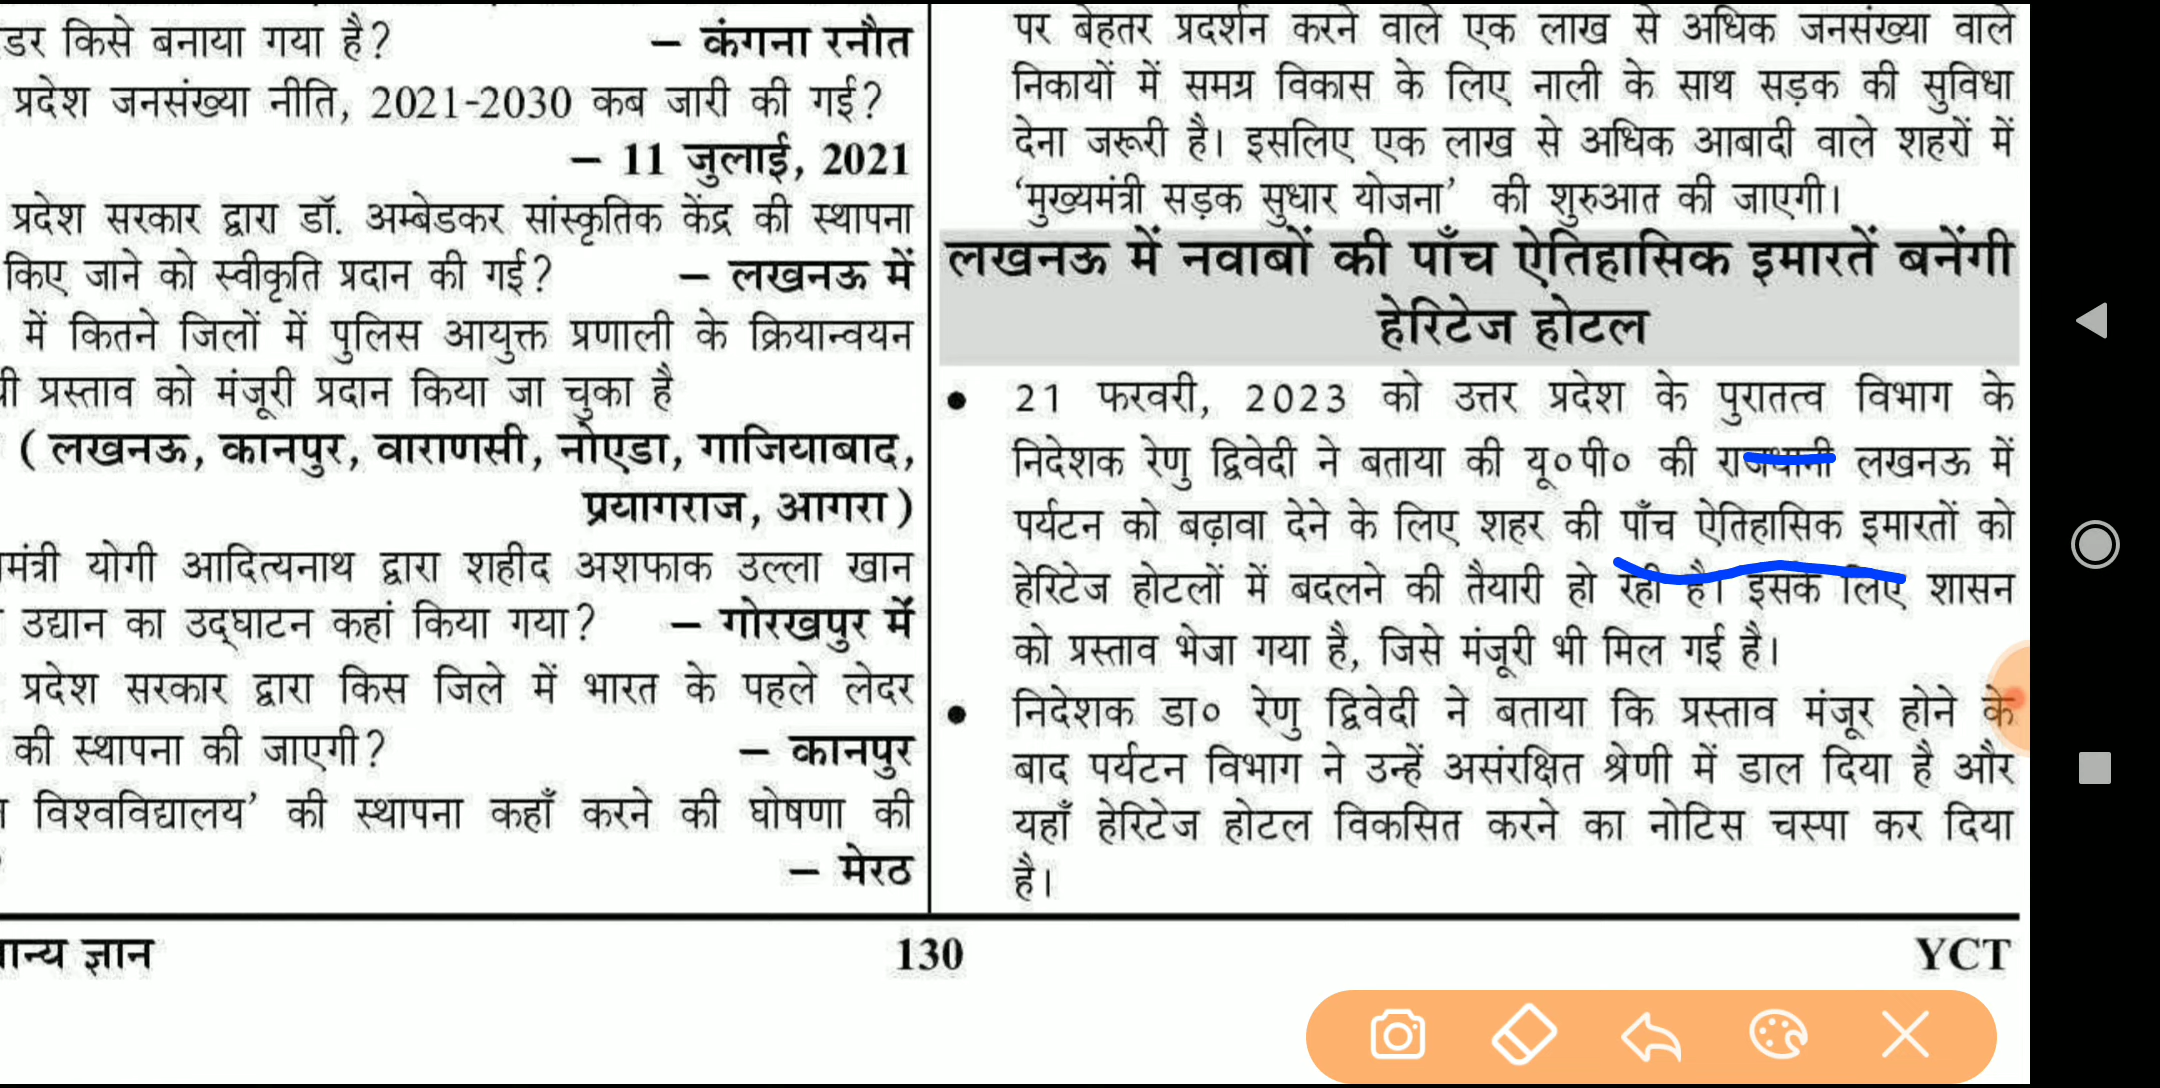 डर किसे बनाया गया है? – कंगना रनौत
प्रदेश जनसंख्या नीति, 2021-2030 कब जारी की गई?
– 11 जुलाई, 2021
प्रदेश सरकार द्वारा डॉ. अम्बेडकर सांस्कृतिक केंद्र की स्थापना
किए जाने को स्वीकृति प्रदान की गई? – लखनऊ में
में कितने जिलों में पुलिस आयुक्त प्रणाली के क्रियान्वयन
प्रस्ताव को मंजूरी प्रदान किया जा चुका है
( लखनऊ, कानपुर, वाराणसी, नोएडा, गाजियाबाद,
प्रयागराज, आगरा )
मंत्री योगी आदित्यनाथ द्वारा शहीद अशफाक उल्ला खान
उद्यान का उद्घाटन कहां किया गया? – गोरखपुर में
प्रदेश सरकार द्वारा किस जिले में भारत के पहले लेदर
की स्थापना की जाएगी? – कानपुर
विश्वविद्यालय’ की स्थापना कहाँ करने की घोषणा की
– मेरठ
पर बेहतर प्रदर्शन करने वाले एक लाख से अधिक जनसंख्या वाले
निकायों में समग्र विकास के लिए नाली के साथ सड़क की सुविधा
देना जरूरी है। इसलिए एक लाख से अधिक आबादी वाले शहरों में
‘मुख्यमंत्री सड़क सुधार योजना’ की शुरुआत की जाएगी।
लखनऊ में नवाबों की पाँच ऐतिहासिक इमारतें बनेंगी
हेरिटेज होटल
● 21 फरवरी, 2023 को उत्तर प्रदेश के पुरातत्व विभाग के
निदेशक रेणु द्विवेदी ने बताया की यू०पी० की राजधानी लखनऊ में
पर्यटन को बढ़ावा देने के लिए शहर की पाँच ऐतिहासिक इमारतों को
हेरिटेज होटलों में बदलने की तैयारी हो रही है। इसके लिए शासन
को प्रस्ताव भेजा गया है, जिसे मंजूरी भी मिल गई है।
● निदेशक डा० रेणु द्विवेदी ने बताया कि प्रस्ताव मंजूर होने के
बाद पर्यटन विभाग ने उन्हें असंरक्षित श्रेणी में डाल दिया है और
यहाँ हेरिटेज होटल विकसित करने का नोटिस चस्पा कर दिया
है।
ान्य ज्ञान 130 YCT